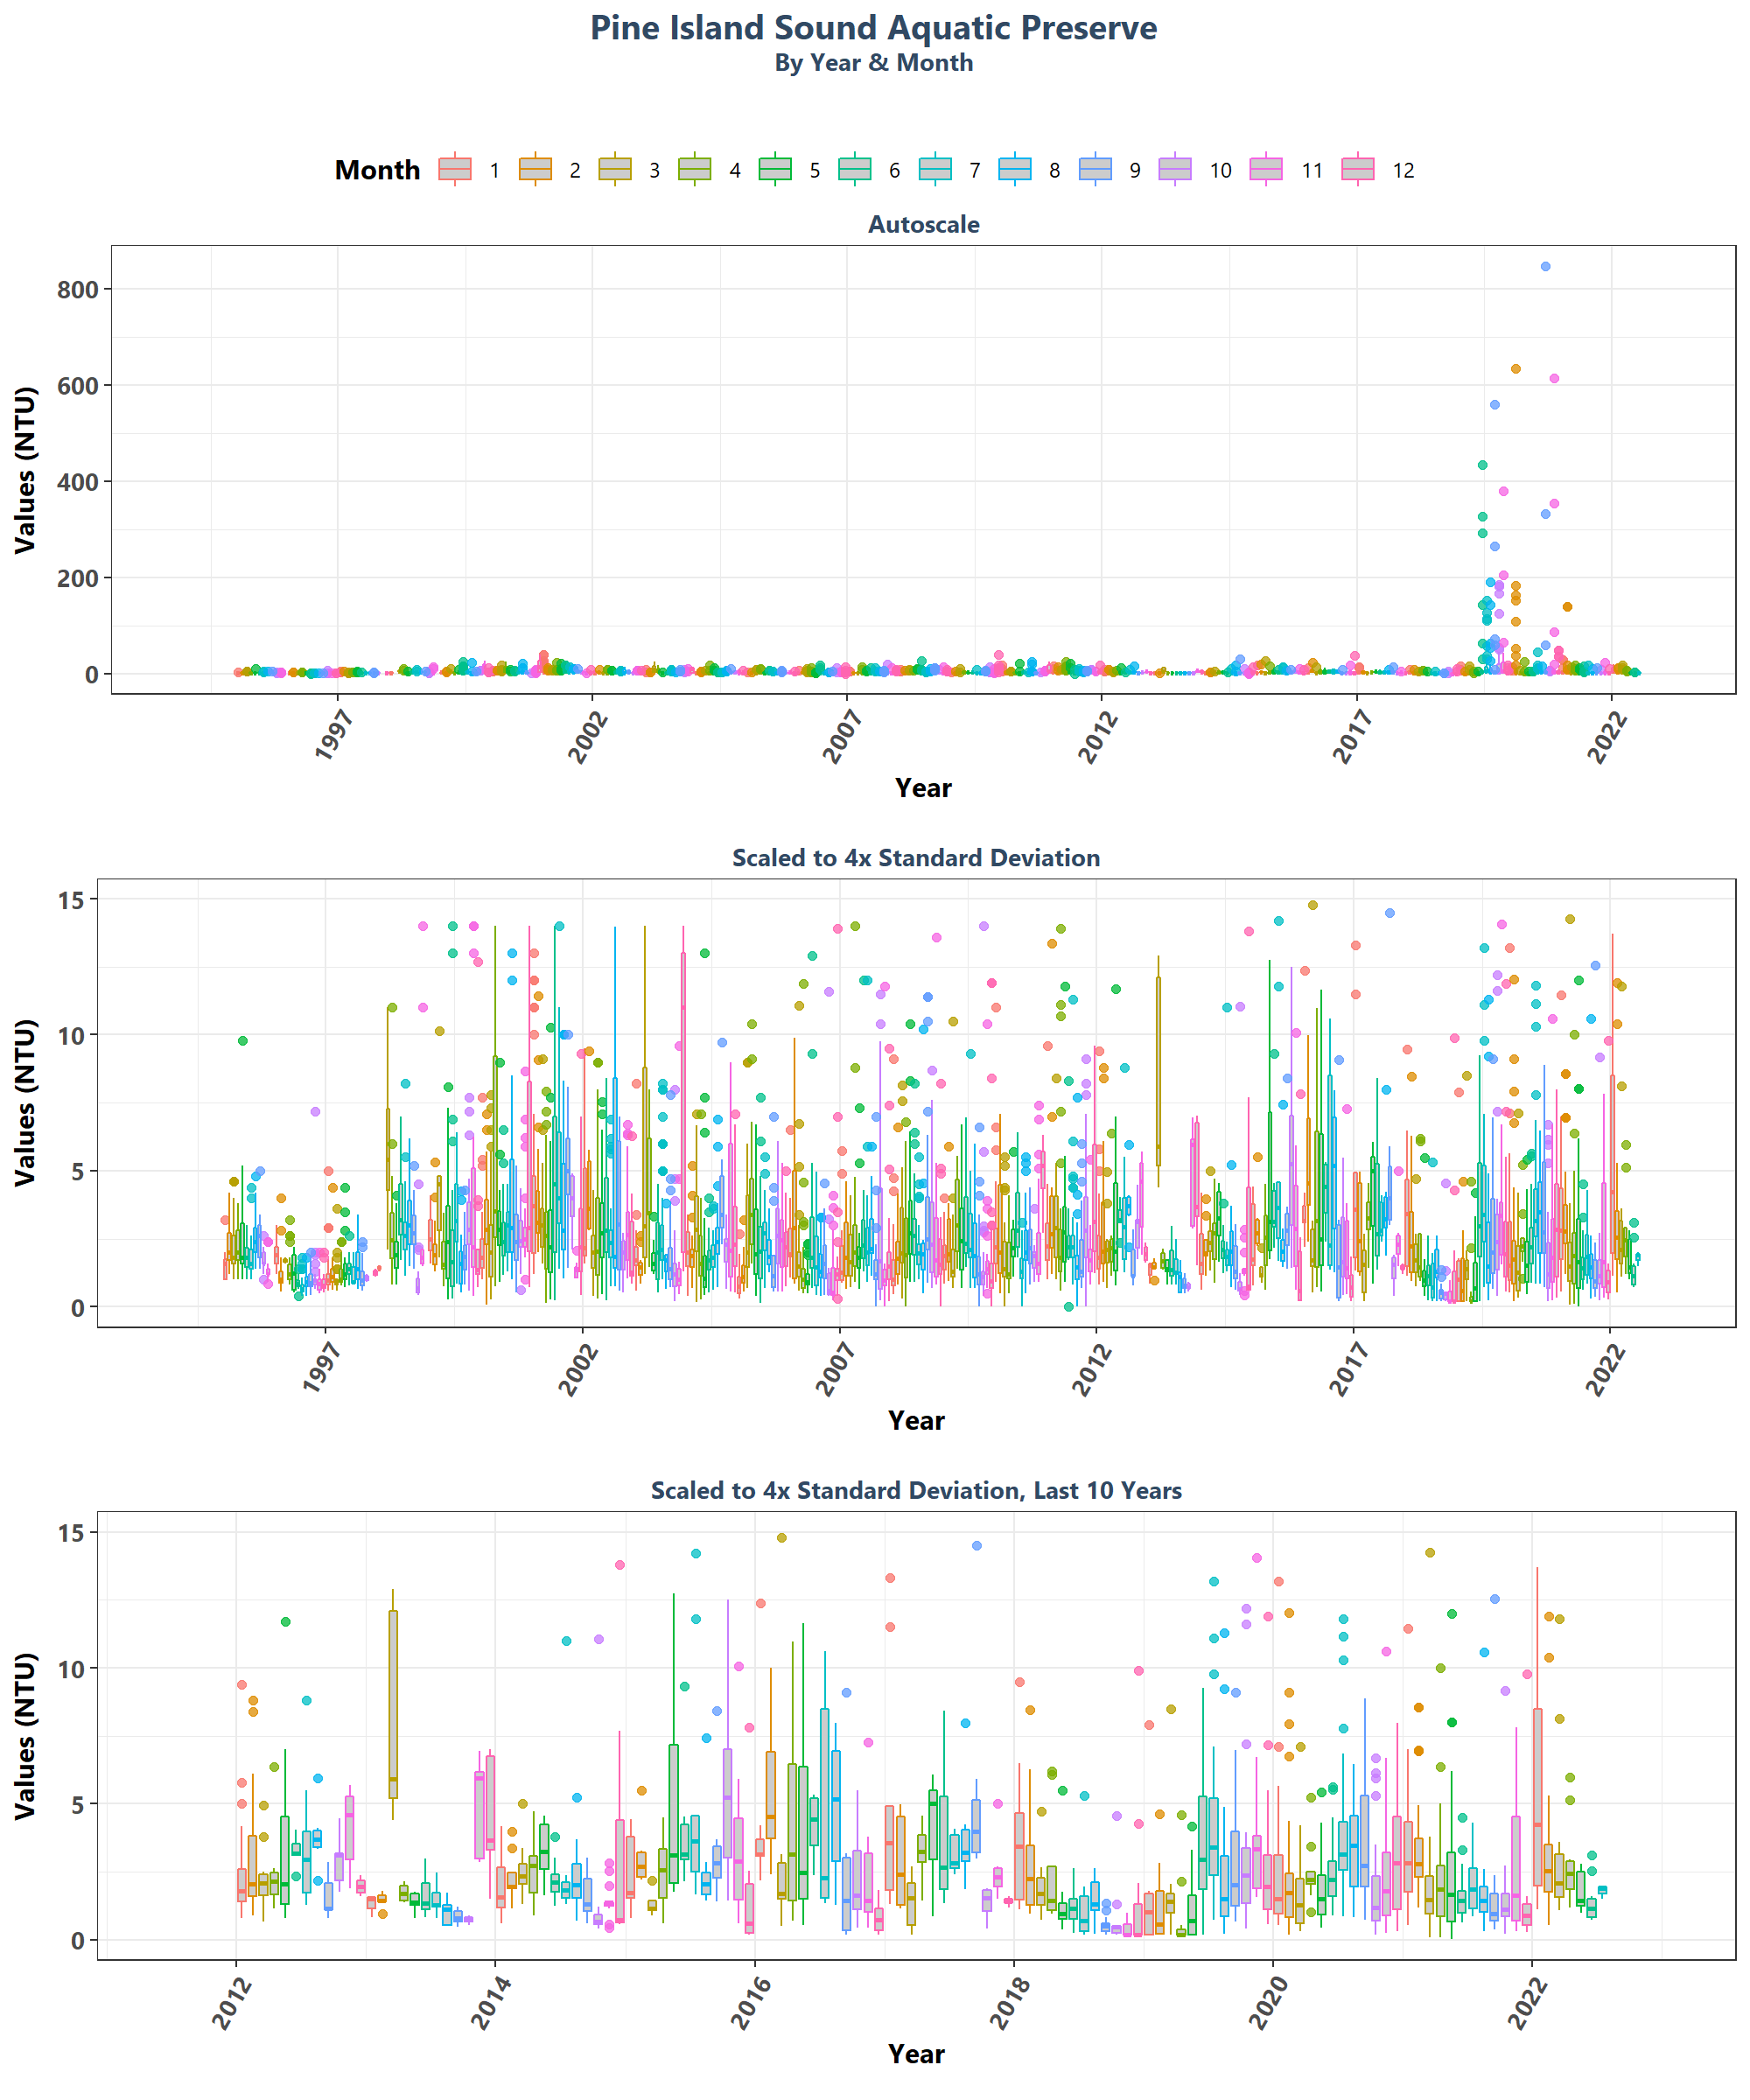 Pine Island Sound Aquatic Preserve
By Year & Month
Month 1 2 3 4 5 6 7 8 9 10 11 12
Autoscale
Values (NTU)
800
600
400
200
0
1997 2002 2007 2012 2017 2022
Year
Scaled to 4x Standard Deviation
Values (NTU)
15
10
5
0
1997 2002 2007 2012 2017 2022
Year
Scaled to 4x Standard Deviation, Last 10 Years
Values (NTU)
15
10
5
0
2012 2014 2016 2018 2020 2022
Year